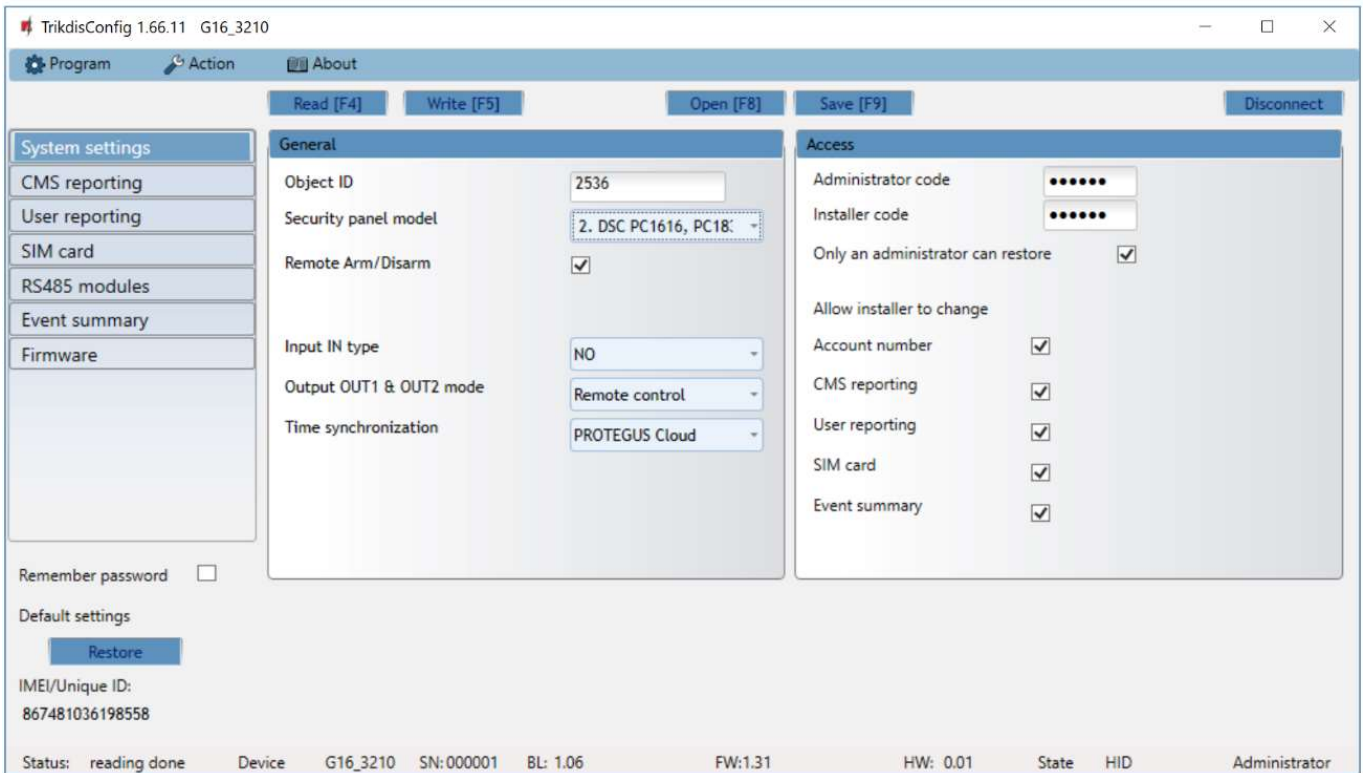 TrikdisConfig 1.66.11 G16_3210
Program Action About
Read [F4] Write [F5] Open [F8] Save [F9] Disconnect
System settings
CMS reporting
User reporting
SIM card
RS485 modules
Event summary
Firmware
General
Object ID 2536
Security panel model 2. DSC PC1616, PC18
Remote Arm/Disarm
Input IN type NO
Output OUT1 & OUT2 mode Remote control
Time synchronization PROTEGUS Cloud
Access
Administrator code ••••••
Installer code ••••••
Only an administrator can restore
Allow installer to change
Account number
CMS reporting
User reporting
SIM card
Event summary
Remember password
Default settings
Restore
IMEI/Unique ID:
867481036198558
Status: reading done Device G16_3210 SN: 000001 BL: 1.06 FW:1.31 HW: 0.01 State HID Administrator